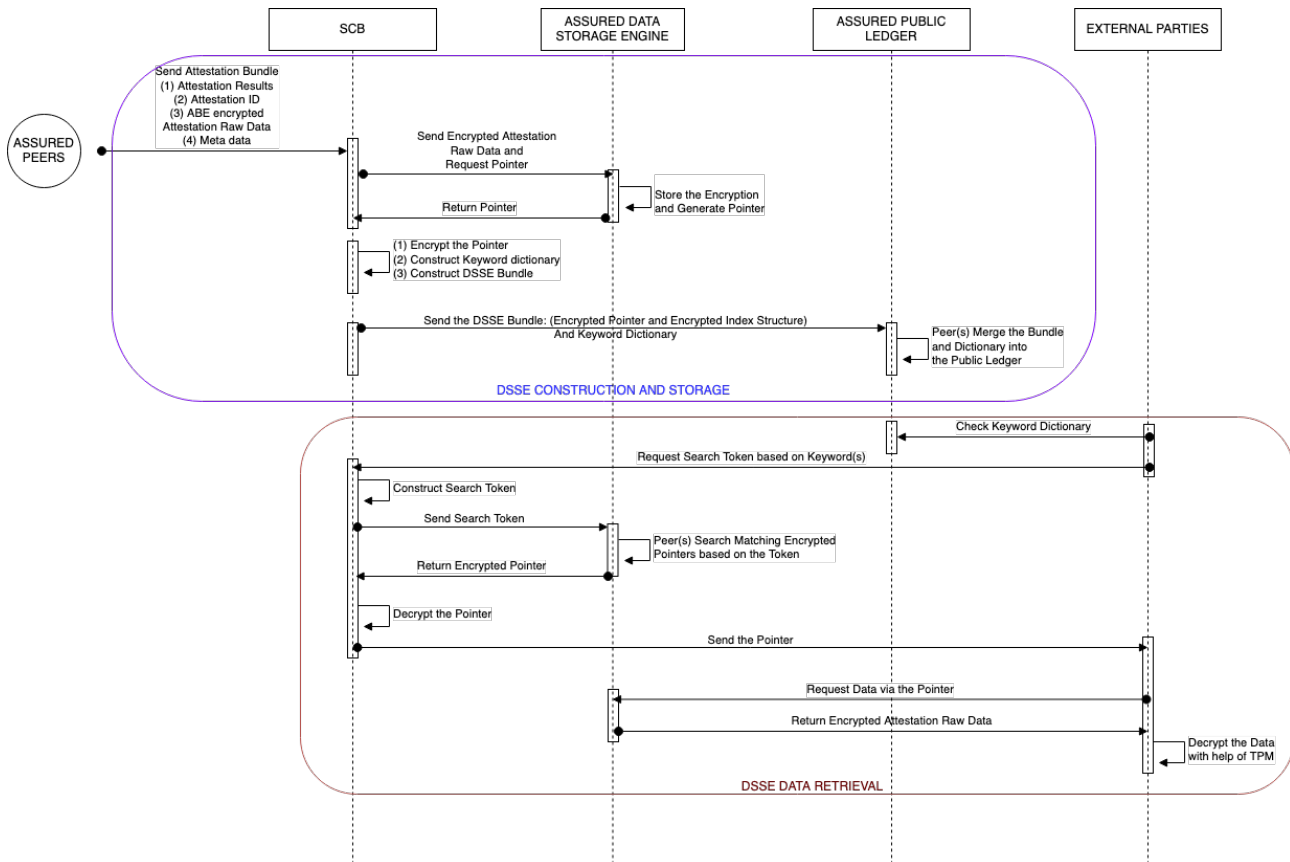 SCB
ASSURED DATA
STORAGE ENGINE
ASSURED PUBLIC
LEDGER
EXTERNAL PARTIES
ASSURED
PEERS
Send Attestation Bundle
(1) Attestation Results
(2) Attestation ID
(3) ABE encrypted
Attestation Raw Data
(4) Meta data
Send Encrypted Attestation
Raw Data and
Request Pointer
Store the Encryption
and Generate Pointer
Return Pointer
(1) Encrypt the Pointer
(2) Construct Keyword dictionary
(3) Construct DSSE Bundle
Send the DSSE Bundle: (Encrypted Pointer and Encrypted Index Structure)
And Keyword Dictionary
Peer(s) Merge the Bundle
and Dictionary into
the Public Ledger
DSSE CONSTRUCTION AND STORAGE
Check Keyword Dictionary
Request Search Token based on Keyword(s)
Construct Search Token
Send Search Token
Peer(s) Search Matching Encrypted
Pointers based on the Token
Return Encrypted Pointer
Decrypt the Pointer
Send the Pointer
Request Data via the Pointer
Return Encrypted Attestation Raw Data
Decrypt the Data
with help of TPM
DSSE DATA RETRIEVAL